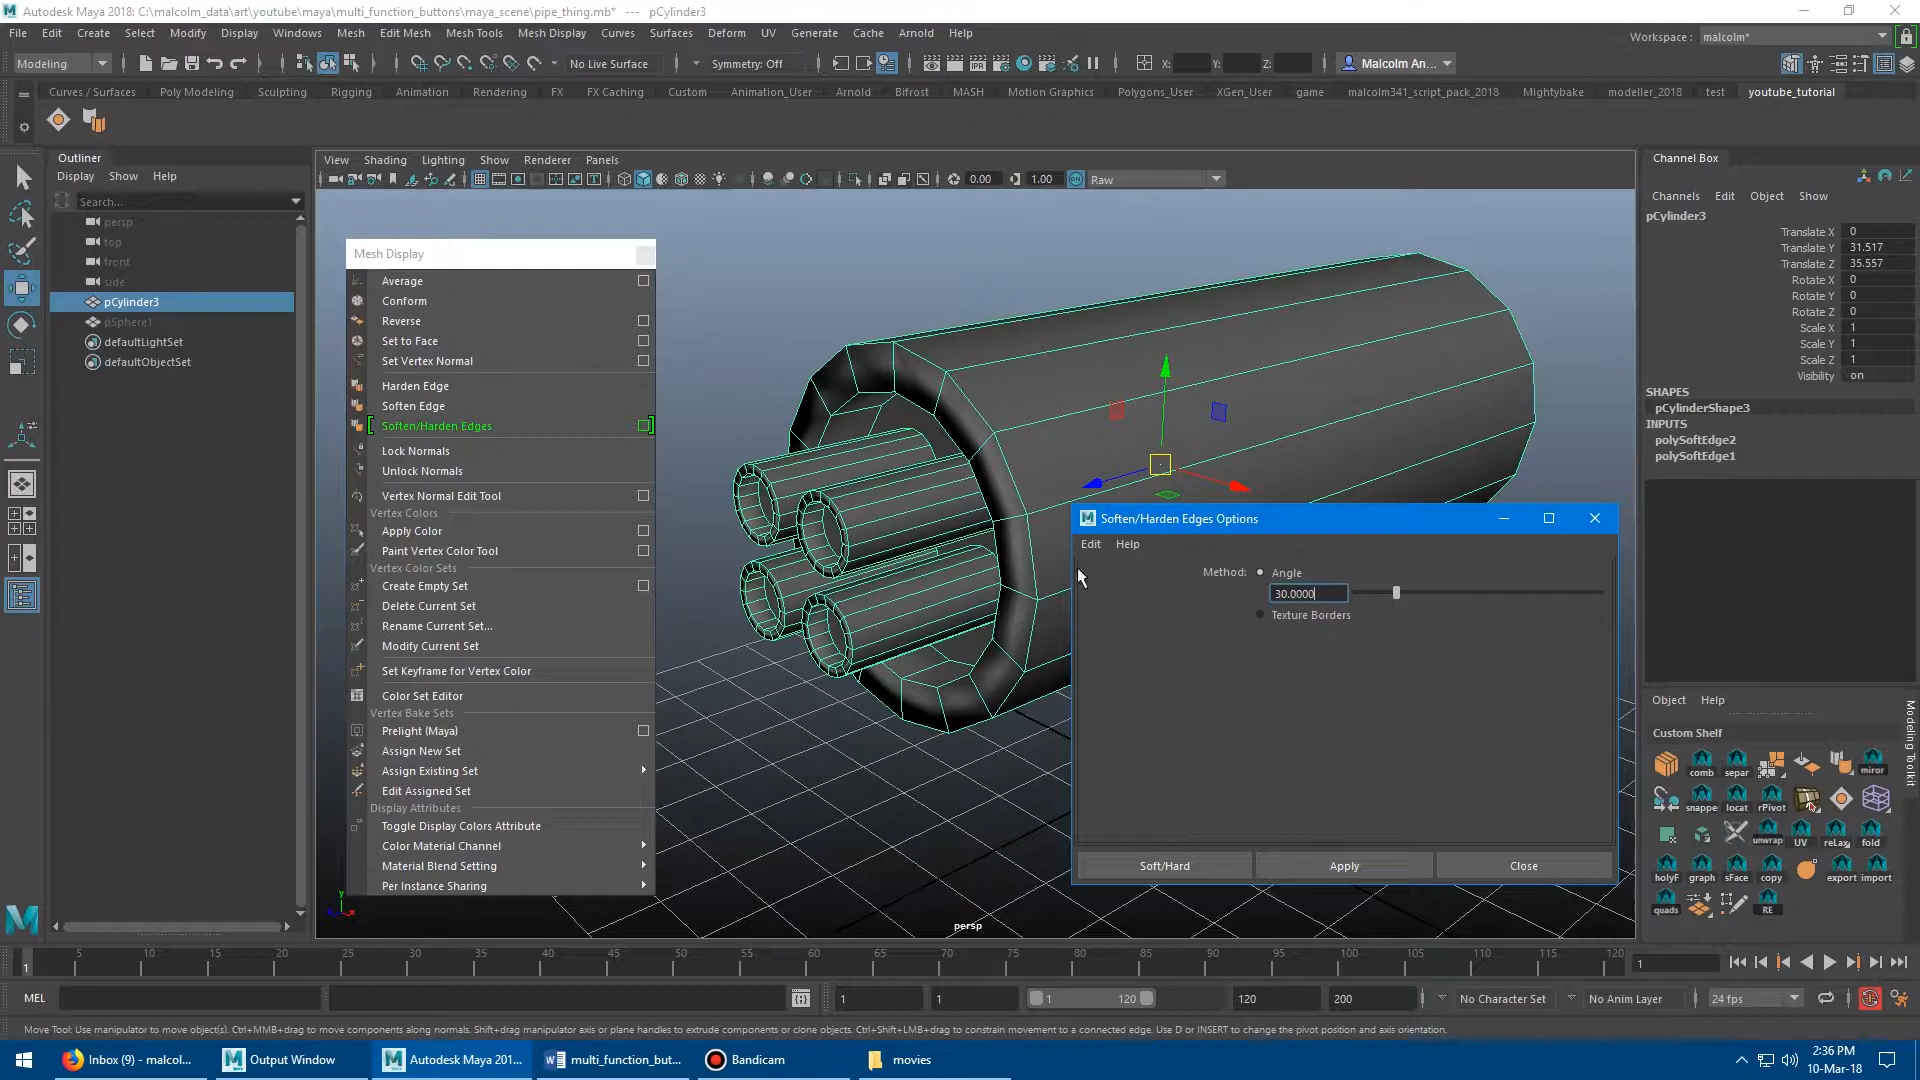 Autodesk Maya 2018: C:\malcolm_data\art\youtube\maya\multi_function_buttons\maya_scene\pipe_thing.mb* --- pCylinder3
File Edit Create Select Modify Display Windows Mesh Edit Mesh Mesh Tools Mesh Display Curves Surfaces Deform UV Generate Cache Arnold Help
Workspace : malcolm*
Modeling No Live Surface Symmetry: Off X: Y: Z: Malcolm An...
Curves / Surfaces Poly Modeling Sculpting Rigging Animation Rendering FX FX Caching Custom Animation_User Arnold Bifrost MASH Motion Graphics Polygons_User XGen_User game malcolm341_script_pack_2018 Mightybake modeller_2018 test youtube_tutorial
Outliner
Display Show Help
Search...
persp
top
front
side
pCylinder3
pSphere1
defaultLightSet
defaultObjectSet
View Shading Lighting Show Renderer Panels
0.00 1.00 Raw
Mesh Display
Average
Conform
Reverse
Set to Face
Set Vertex Normal
Harden Edge
Soften Edge
Soften/Harden Edges
Lock Normals
Unlock Normals
Vertex Normal Edit Tool
Vertex Colors
Apply Color
Paint Vertex Color Tool
Vertex Color Sets
Create Empty Set
Delete Current Set
Rename Current Set...
Modify Current Set
Set Keyframe for Vertex Color
Color Set Editor
Vertex Bake Sets
Prelight (Maya)
Assign New Set
Assign Existing Set
Edit Assigned Set
Display Attributes
Toggle Display Colors Attribute
Color Material Channel
Material Blend Setting
Per Instance Sharing
y
x
persp
Soften/Harden Edges Options
Edit Help
Method: Angle
30.0000
Texture Borders
Soft/Hard Apply Close
Channel Box
Channels Edit Object Show
pCylinder3
Translate X 0
Translate Y 31.517
Translate Z 35.557
Rotate X 0
Rotate Y 0
Rotate Z 0
Scale X 1
Scale Y 1
Scale Z 1
Visibility on
SHAPES
pCylinderShape3
INPUTS
polySoftEdge2
polySoftEdge1
Object Help
Modeling Toolkit
Custom Shelf
comb separ miror
snappe locat rPivot
unwrap UV reLax fold
holyF graph sFace copy export import
quads RE
5 10 15 20 25 30 35 40 45 50 55 60 65 70 75 80 85 90 95 100 105 110 115 120
1 1
MEL 1 1 1 120 120 200 No Character Set No Anim Layer 24 fps
Move Tool: Use manipulator to move object(s). Ctrl+MMB+drag to move components along normals. Shift+drag manipulator axis or plane handles to extrude components or clone objects. Ctrl+Shift+LMB+drag to constrain movement to a connected edge. Use D or INSERT to change the pivot position and axis orientation.
Inbox (9) - malcol... Output Window Autodesk Maya 201... multi_function_but... Bandicam movies
2:36 PM
10-Mar-18